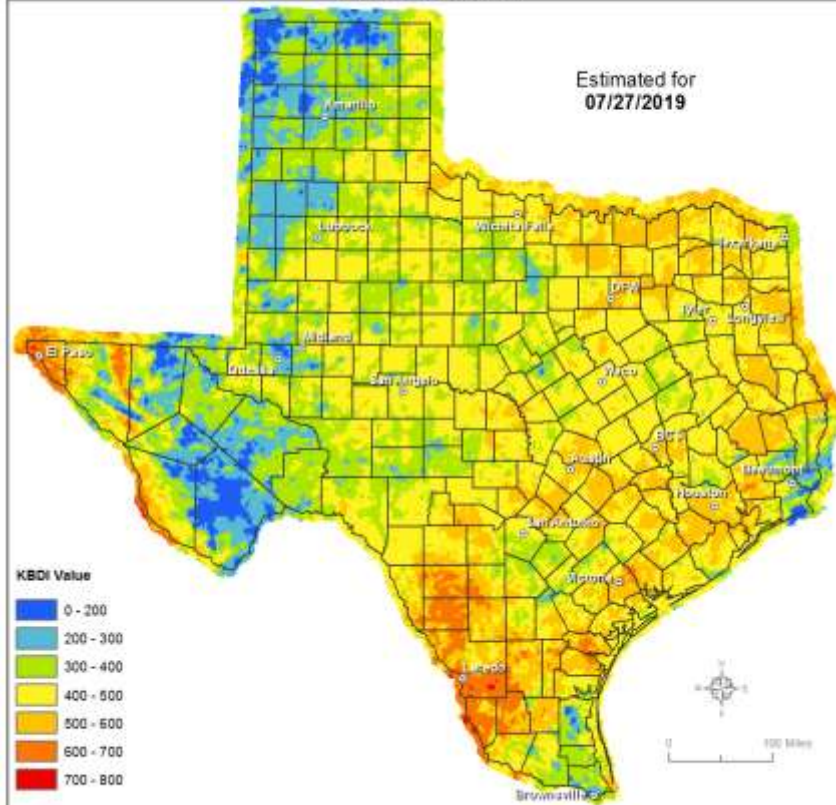 Estimated for
07/27/2019
Amarillo
Lubbock
Wichita Falls
Texarkana
DFW
Tyler
Longview
El Paso
Midland
Odessa
San Angelo
Waco
BCS
Austin
Beaumont
Houston
San Antonio
Victoria
Laredo
Brownsville
KBDI Value
0 - 200
200 - 300
300 - 400
400 - 500
500 - 600
600 - 700
700 - 800
0 100 Miles